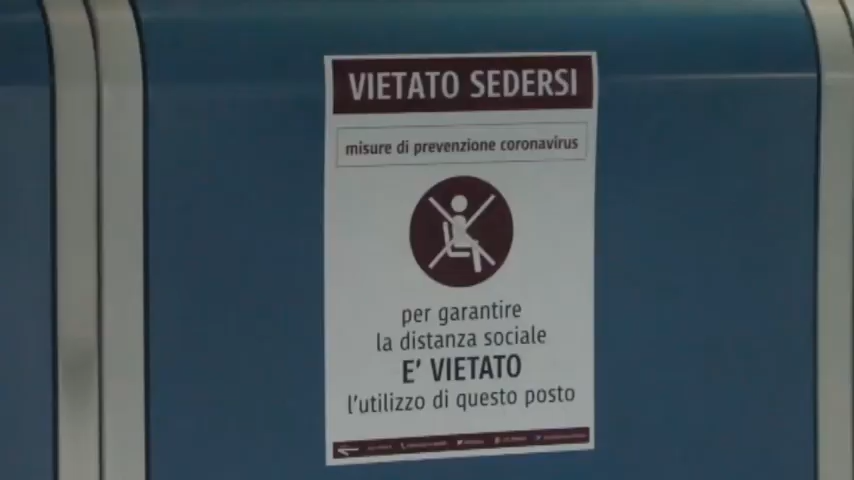 VIETATO SEDERSI
misure di prevenzione coronavirus
per garantire
la distanza sociale
E' VIETATO
l'utilizzo di questo posto